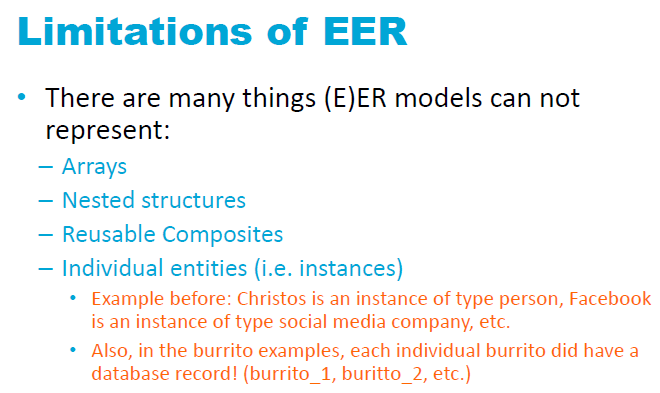 Limitations of EER
• There are many things (E)ER models can not
represent:
– Arrays
– Nested structures
– Reusable Composites
– Individual entities (i.e. instances)
• Example before: Christos is an instance of type person, Facebook
is an instance of type social media company, etc.
• Also, in the burrito examples, each individual burrito did have a
database record! (burrito_1, buritto_2, etc.)